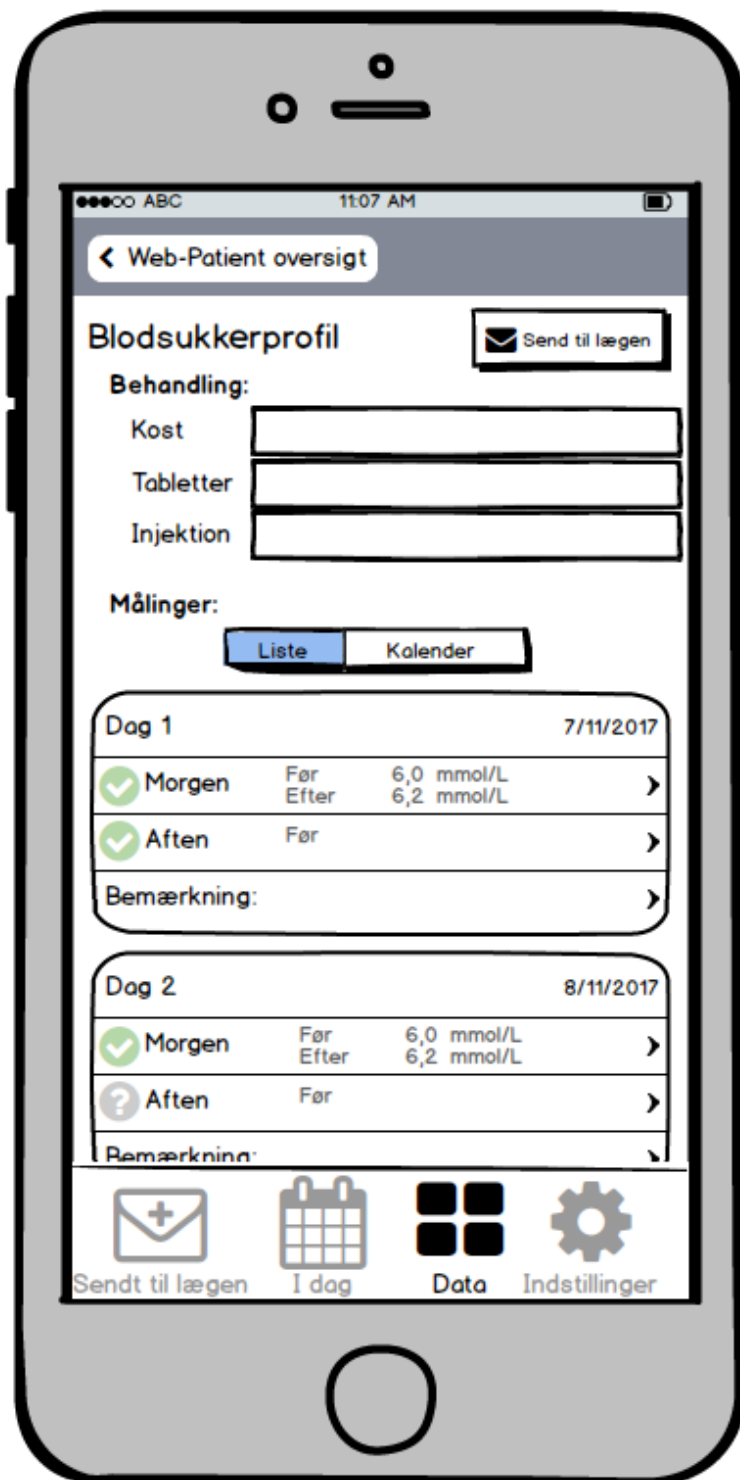 ABC 11:07 AM
Web-Patient oversigt
Blodsukkerprofil
Send til lægen
Behandling:
Kost
Tabletter
Injektion
Målinger:
Liste Kalender
Dag 1 7/11/2017
Morgen Før 6,0 mmol/L
Efter 6,2 mmol/L
Aften Før
Bemærkning:
Dag 2 8/11/2017
Morgen Før 6,0 mmol/L
Efter 6,2 mmol/L
Aften Før
Bemærkning:
Sendt til lægen I dag Data Indstillinger